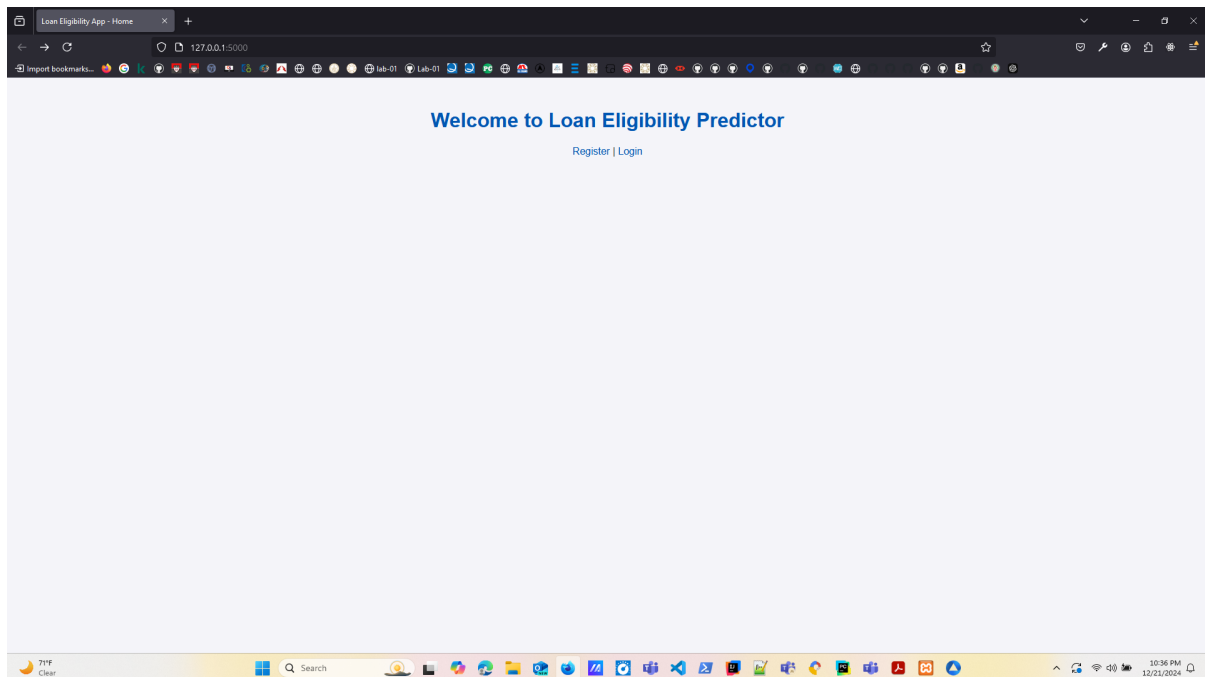 Loan Eligibility App - Home
127.0.0.1:5000
Import bookmarks... lab-01 Lab-01
Welcome to Loan Eligibility Predictor
Register | Login
71°F
Clear
Search
10:36 PM
12/21/2024